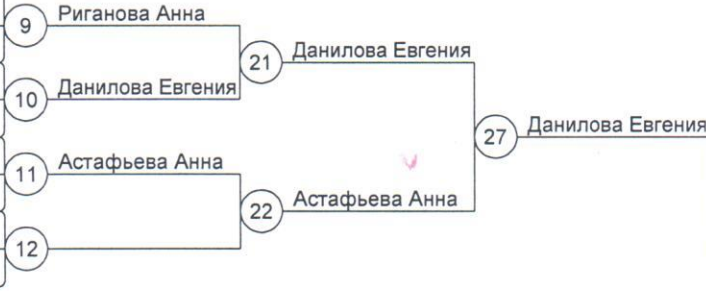 9 Риганова Анна
21 Данилова Евгения
10 Данилова Евгения
27 Данилова Евгения
11 Астафьева Анна
22 Астафьева Анна
12